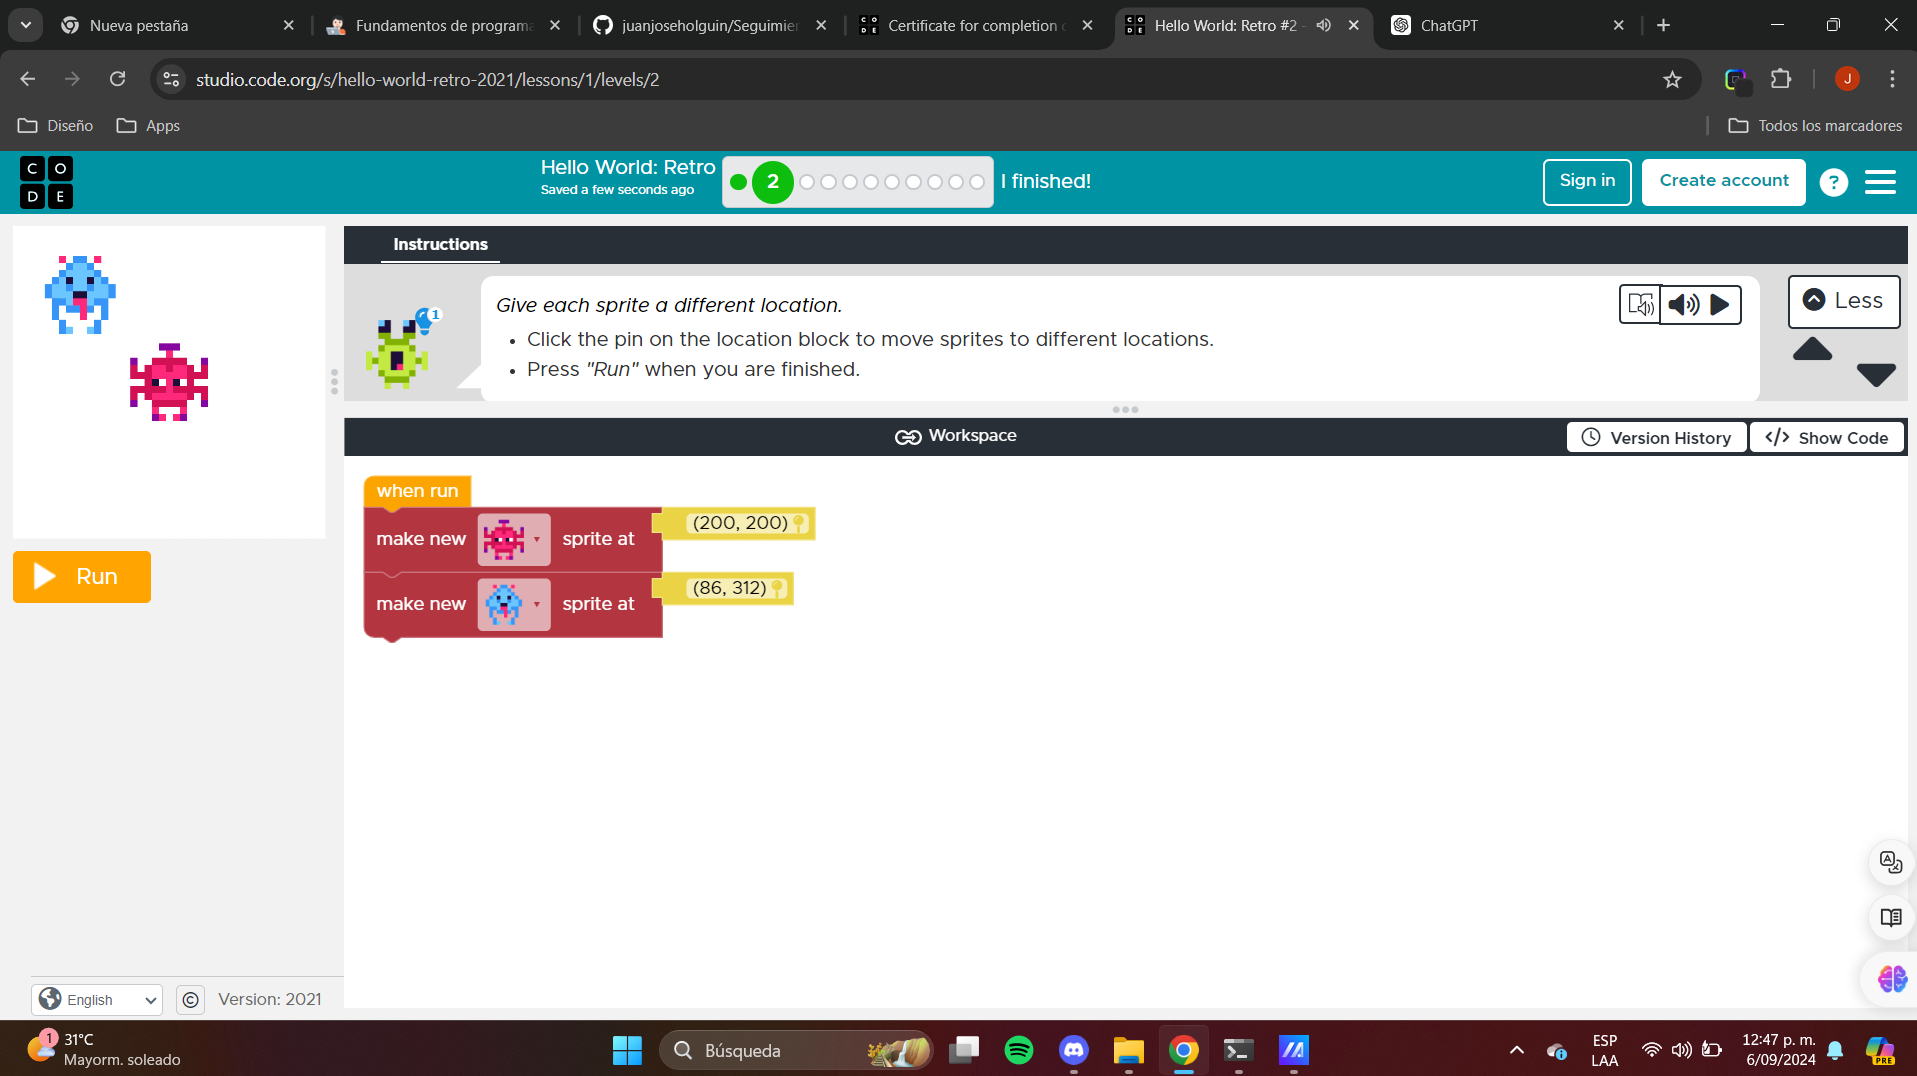 Nueva pestaña
Fundamentos de programa
juanjoseholguin/Seguimier
Certificate for completion
Hello World: Retro #2 -
ChatGPT
studio.code.org/s/hello-world-retro-2021/lessons/1/levels/2
J
Diseño
Apps
Todos los marcadores
C O
D E
Hello World: Retro
Saved a few seconds ago
2
I finished!
Sign in
Create account
?
Instructions
1
Give each sprite a different location.
• Click the pin on the location block to move sprites to different locations.
• Press "Run" when you are finished.
Less
Workspace
Version History
Show Code
when run
make new sprite at (200, 200)
make new sprite at (86, 312)
Run
English
©
Version: 2021
1
31°C
Mayorm. soleado
Búsqueda
ESP
LAA
12:47 p. m.
6/09/2024
PRE